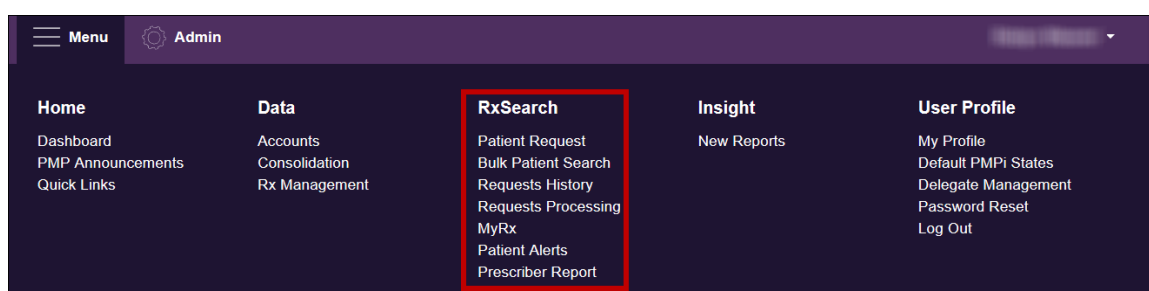 Menu
Admin
Home
Dashboard
PMP Announcements
Quick Links
Data
Accounts
Consolidation
Rx Management
RxSearch
Patient Request
Bulk Patient Search
Requests History
Requests Processing
MyRx
Patient Alerts
Prescriber Report
Insight
New Reports
User Profile
My Profile
Default PMPi States
Delegate Management
Password Reset
Log Out